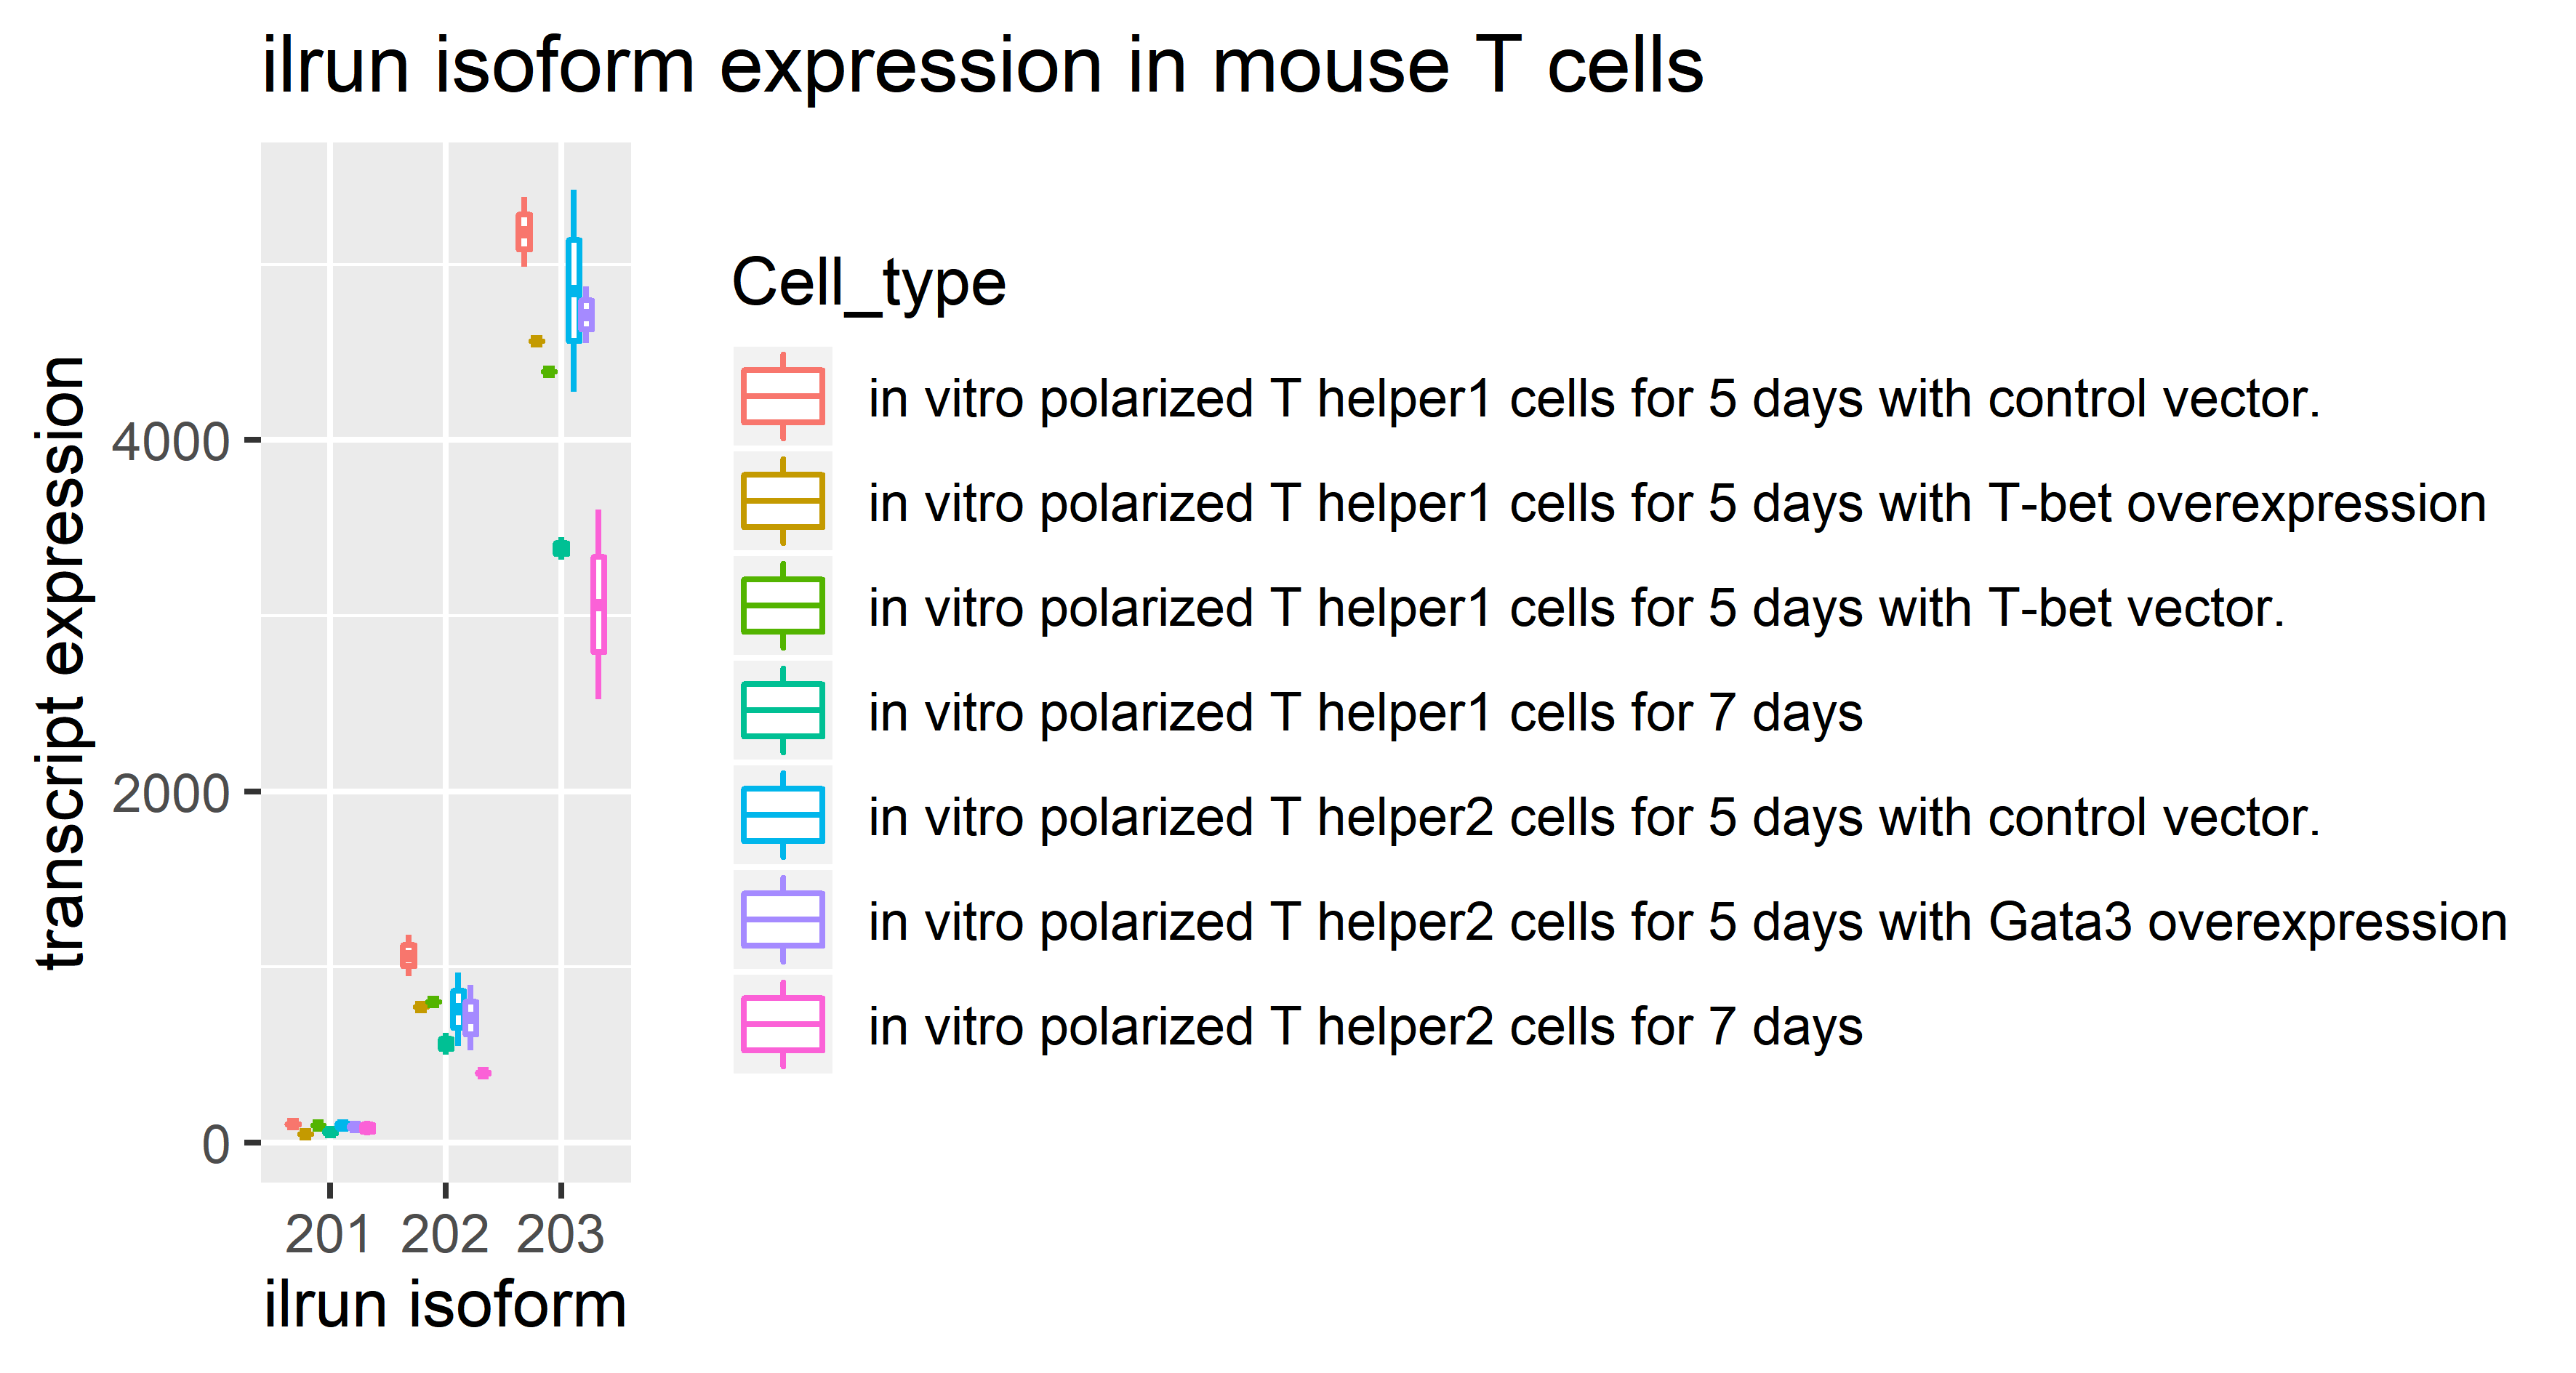 ilrun isoform expression in mouse T cells
transcript expression
4000
2000
0
201 202 203
ilrun isoform
Cell_type
in vitro polarized T helper1 cells for 5 days with control vector.
in vitro polarized T helper1 cells for 5 days with T-bet overexpression
in vitro polarized T helper1 cells for 5 days with T-bet vector.
in vitro polarized T helper1 cells for 7 days
in vitro polarized T helper2 cells for 5 days with control vector.
in vitro polarized T helper2 cells for 5 days with Gata3 overexpression
in vitro polarized T helper2 cells for 7 days